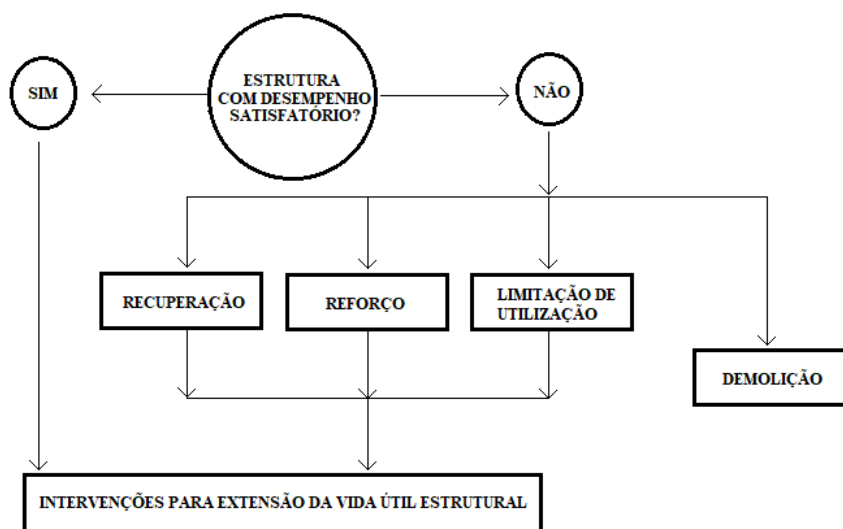 ESTRUTURA
COM DESEMPENHO
SATISFATÓRIO?
SIM
NÃO
RECUPERAÇÃO
REFORÇO
LIMITAÇÃO DE
UTILIZAÇÃO
DEMOLIÇÃO
INTERVENÇÕES PARA EXTENSÃO DA VIDA ÚTIL ESTRUTURAL